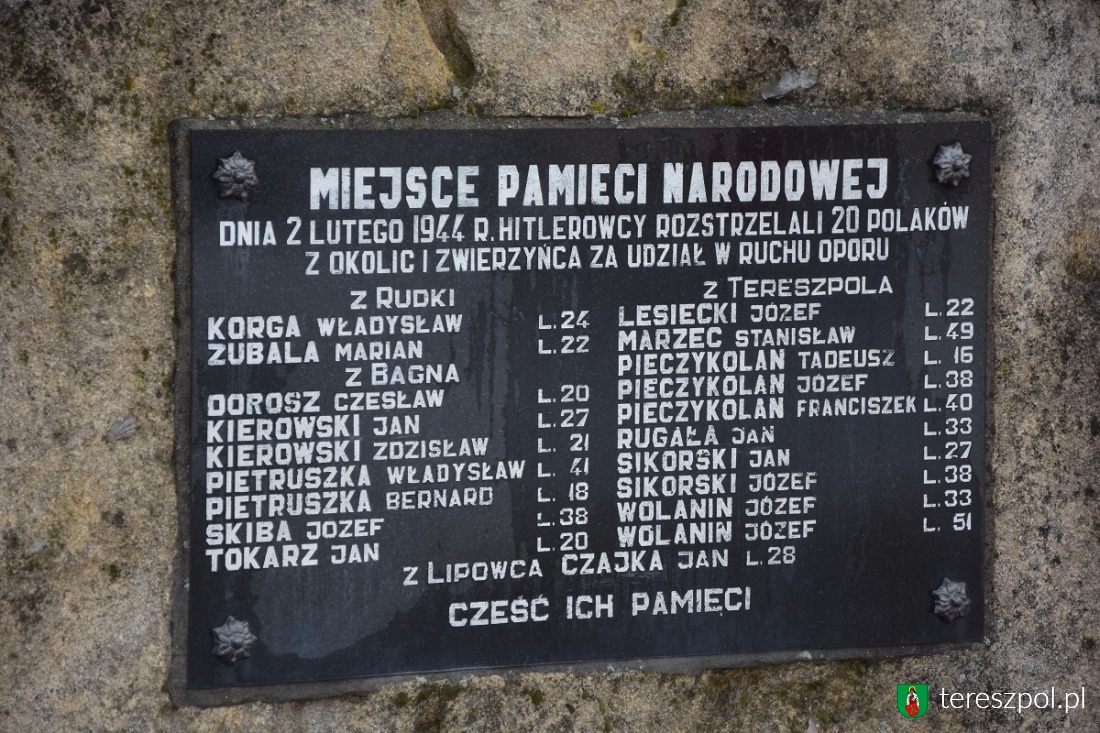 MIEJSCE PAMIECI NARODOWEJ
DNIA 2 LUTEGO 1944 R. HITLEROWCY ROZSTRZELALI 20 POLAKÓW
Z OKOLIC I ZWIERZYŃCA ZA UDZIAŁ W RUCHU OPORU
Z RUDKI
KORGA WŁADYSŁAW L. 24
ZUBALA MARIAN L. 22
Z BAGNA
DOROSZ CZESŁAW L. 20
KIEROWSKI JAN L. 27
KIEROWSKI ZDZISŁAW L. 21
PIETRUSZKA WŁADYSŁAW L. 41
PIETRUSZKA BERNARD L. 18
SKIBA JÓZEF L. 38
TOKARZ JAN L. 20
Z TERESZPOLA
LESIECKI JÓZEF L. 22
MARZEC STANISŁAW L. 49
PIECZYKOLAN TADEUSZ L. 16
PIECZYKOLAN JÓZEF L. 38
PIECZYKOLAN FRANCISZEK L. 40
RUGAŁA JAN L. 33
SIKORSKI JAN L. 27
SIKORSKI JÓZEF L. 38
WOLANIN JÓZEF L. 33
WOLANIN JÓZEF L. 51
Z LIPOWCA CZAJKA JAN L. 28
CZEŚĆ ICH PAMIĘCI
tereszpol.pl